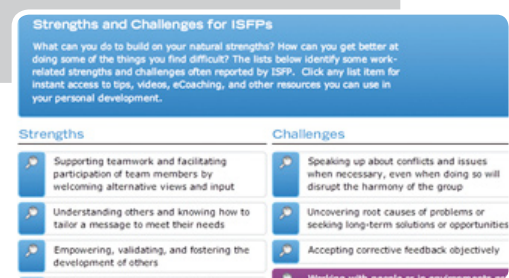 Strengths and Challenges for ISFPs
What can you do to build on your natural strengths? How can you get better at
doing some of the things you find difficult? The lists below identify some work-
related strengths and challenges often reported by ISFP.  Click any list item for
instant access to tips, videos, eCoaching, and other resources you can use in
your personal development.
Strengths
Supporting teamwork and facilitating
participation of team members by
welcoming alternative views and input
Understanding others and knowing how to
tailor a message to meet their needs
Empowering, validating, and fostering the
development of others
Challenges
Speaking up about conflicts and issues
when necessary, even when doing so will
disrupt the harmony of the group
Uncovering root causes of problems or
seeking long-term solutions or opportunities
Accepting corrective feedback objectively
Working with people or in environments